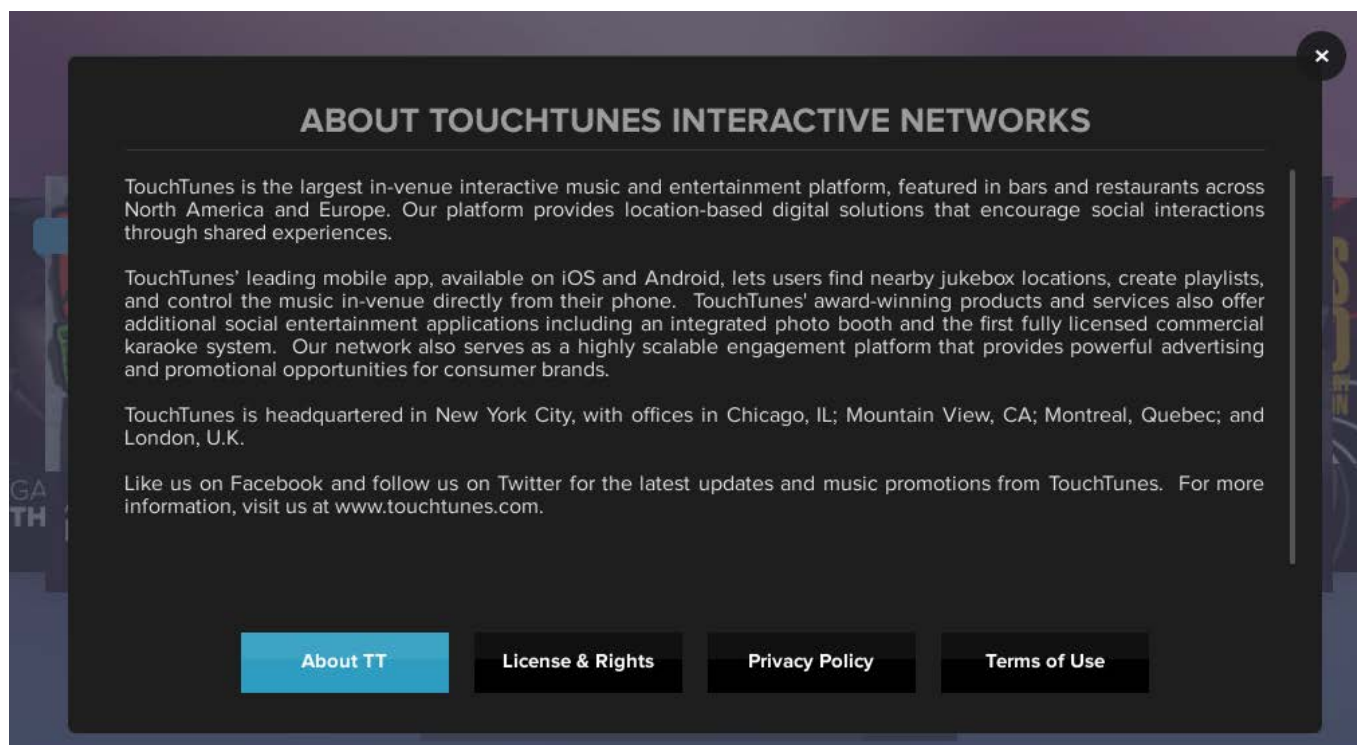 ×
ABOUT TOUCHTUNES INTERACTIVE NETWORKS
TouchTunes is the largest in-venue interactive music and entertainment platform, featured in bars and restaurants across
North America and Europe. Our platform provides location-based digital solutions that encourage social interactions
through shared experiences.
TouchTunes’ leading mobile app, available on iOS and Android, lets users find nearby jukebox locations, create playlists,
and control the music in-venue directly from their phone.  TouchTunes' award-winning products and services also offer
additional social entertainment applications including an integrated photo booth and the first fully licensed commercial
karaoke system.  Our network also serves as a highly scalable engagement platform that provides powerful advertising
and promotional opportunities for consumer brands.
TouchTunes is headquartered in New York City, with offices in Chicago, IL; Mountain View, CA; Montreal, Quebec; and
London, U.K.
Like us on Facebook and follow us on Twitter for the latest updates and music promotions from TouchTunes.  For more
information, visit us at www.touchtunes.com.
GA
TH
About TT
License & Rights
Privacy Policy
Terms of Use